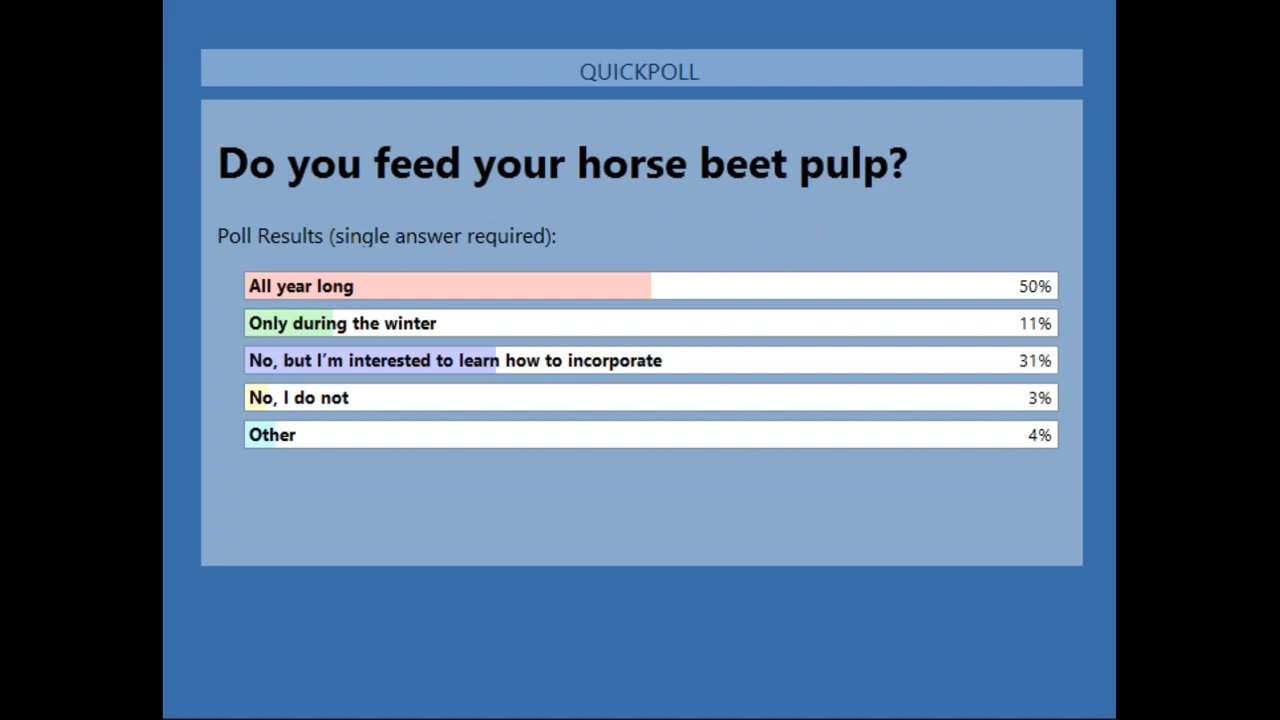 QUICKPOLL
Do you feed your horse beet pulp?
Poll Results (single answer required):
All year long 50%
Only during the winter 11%
No, but I’m interested to learn how to incorporate 31%
No, I do not 3%
Other 4%